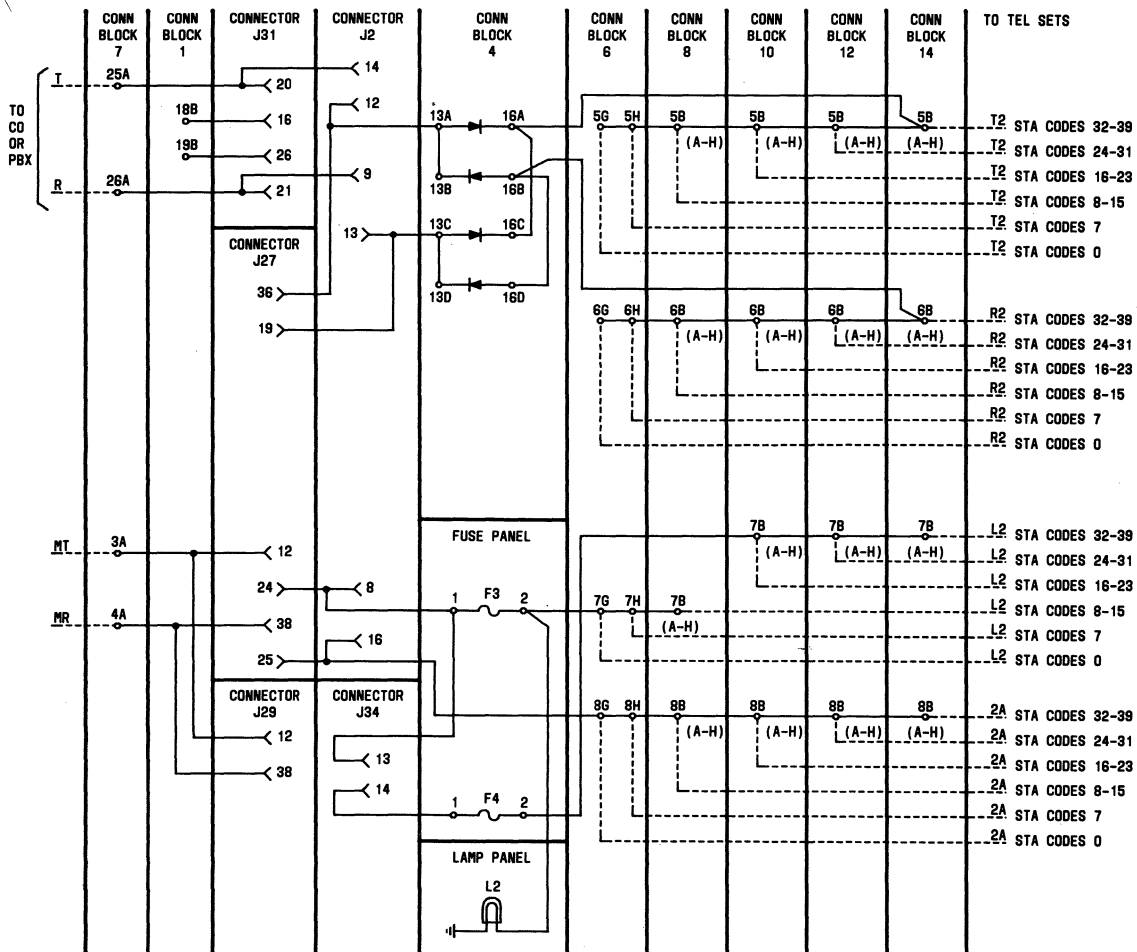 CONN BLOCK 7
CONN BLOCK 1
CONNECTOR J31
CONNECTOR J2
CONN BLOCK 4
CONN BLOCK 6
CONN BLOCK 8
CONN BLOCK 10
CONN BLOCK 12
CONN BLOCK 14
TO TEL SETS
TO CO OR PBX
T
25A
20
14
18B
16
12
19B
26
R
26A
21
9
13
CONNECTOR J27
36
19
13A
16A
13B
16B
13C
16C
13D
16D
5G 5H 5B 5B 5B 5B
(A-H) (A-H) (A-H) (A-H)
T2 STA CODES 32-39
T2 STA CODES 24-31
T2 STA CODES 16-23
T2 STA CODES 8-15
T2 STA CODES 7
T2 STA CODES 0
6G 6H 6B 6B 6B 6B
(A-H) (A-H) (A-H) (A-H)
R2 STA CODES 32-39
R2 STA CODES 24-31
R2 STA CODES 16-23
R2 STA CODES 8-15
R2 STA CODES 7
R2 STA CODES 0
MT
3A
12
24
8
MR
4A
38
16
25
FUSE PANEL
1 F3 2
7B 7B 7B
(A-H) (A-H) (A-H)
7G 7H 7B
(A-H)
L2 STA CODES 32-39
L2 STA CODES 24-31
L2 STA CODES 16-23
L2 STA CODES 8-15
L2 STA CODES 7
L2 STA CODES 0
CONNECTOR J29
12
38
CONNECTOR J34
13
14
1 F4 2
8G 8H 8B 8B 8B 8B
(A-H) (A-H) (A-H) (A-H)
2A STA CODES 32-39
2A STA CODES 24-31
2A STA CODES 16-23
2A STA CODES 8-15
2A STA CODES 7
2A STA CODES 0
LAMP PANEL
L2